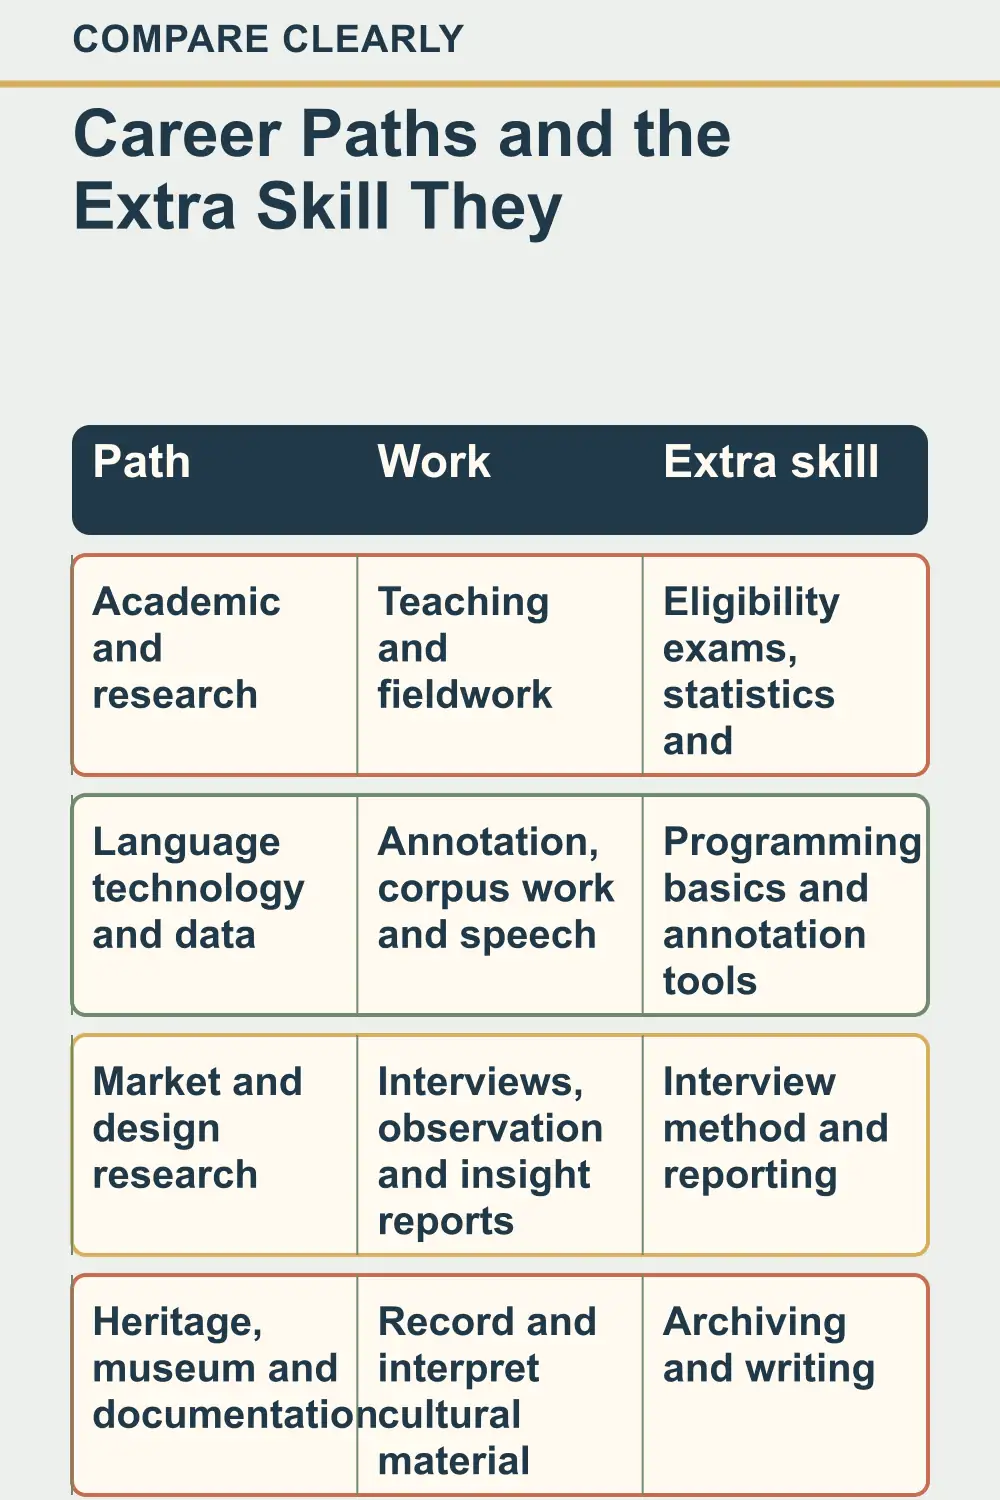 COMPARE CLEARLY
Career Paths and the
Extra Skill They
Path
Work
Extra skill
Academic
and
research
Teaching
and
fieldwork
Eligibility
exams,
statistics
and
Language
technology
and data
Annotation,
corpus work
and speech
Programming
basics and
annotation
tools
Market and
design
research
Interviews,
observation
and insight
reports
Interview
method and
reporting
Heritage,
museum and
documentation
Record and
interpret
cultural
material
Archiving
and writing